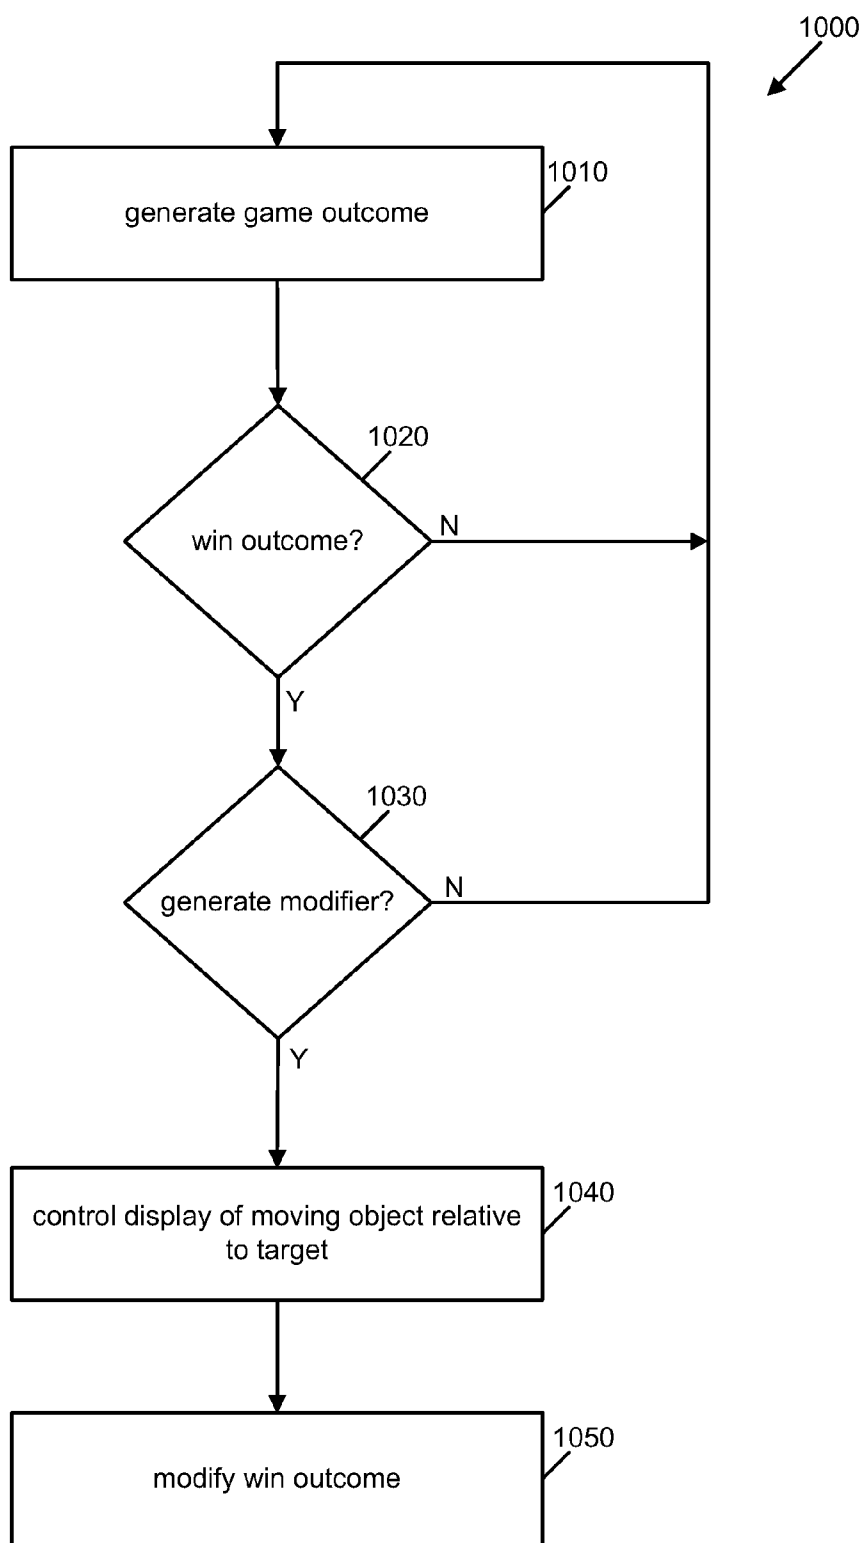 1000
1010
generate game outcome
1020
win outcome?
N
Y
1030
generate modifier?
N
Y
1040
control display of moving object relative
to target
1050
modify win outcome